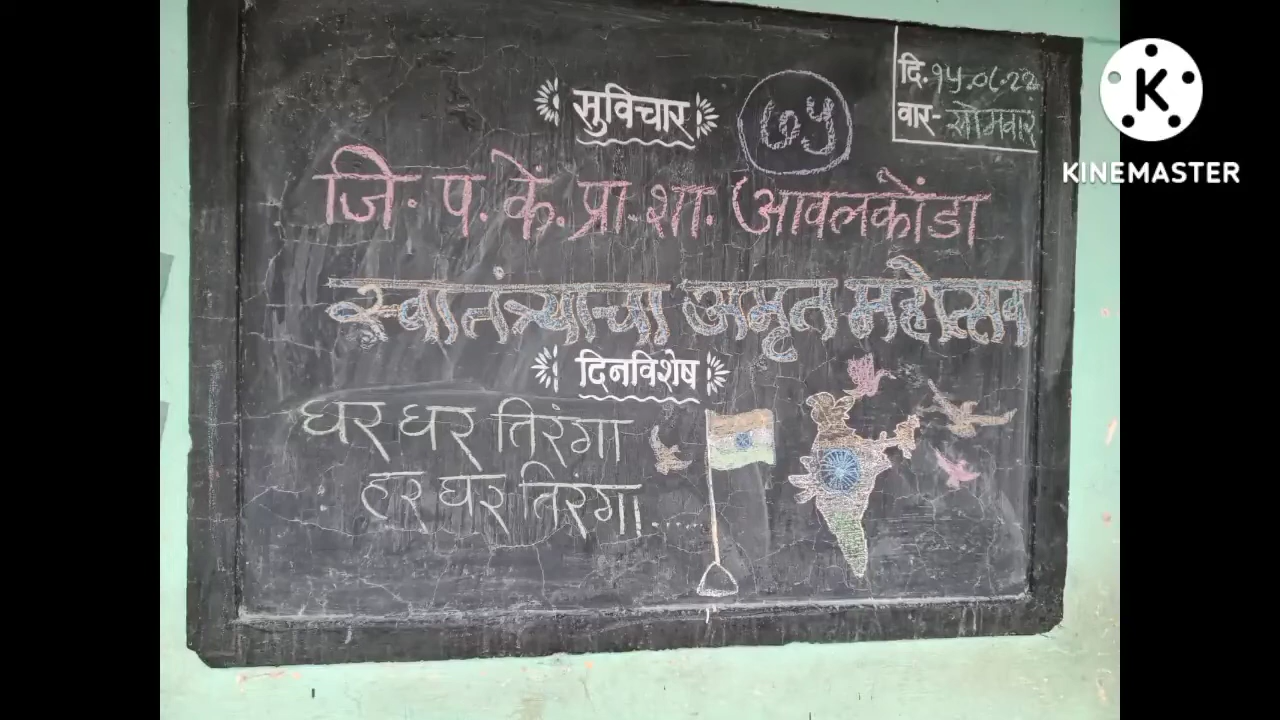 सुविचार
७५
दि. १५.०८.२२
वार- सोमवार
जि. प. कें. प्रा. शा. आवलकोंडा
स्वातंत्र्याचा अमृत महोत्सव
दिनविशेष
घर घर तिरंगा
हर घर तिरंगा.....
K
KINEMASTER